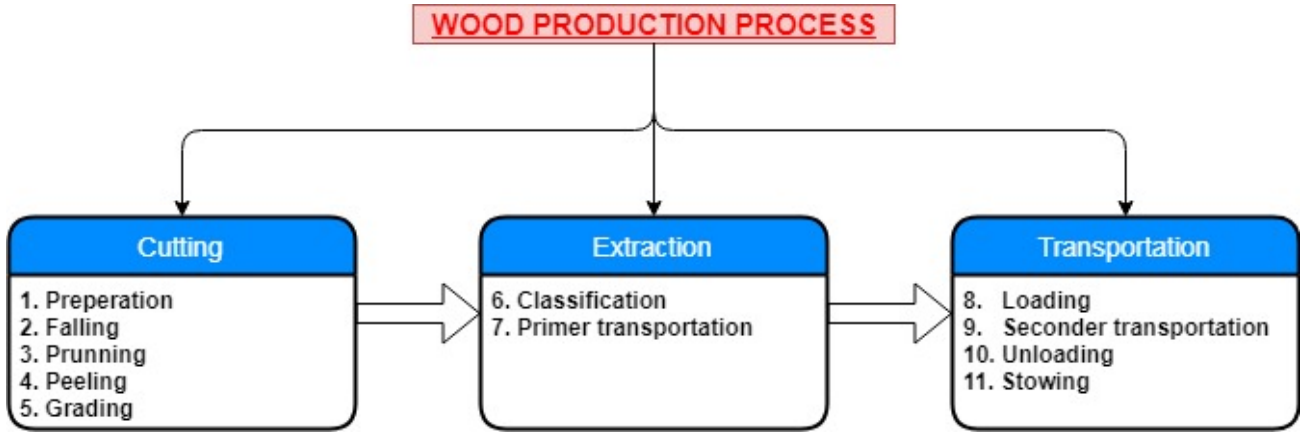 WOOD PRODUCTION PROCESS
Cutting
1. Preperation
2. Falling
3. Prunning
4. Peeling
5. Grading
Extraction
6. Classification
7. Primer transportation
Transportation
8. Loading
9. Seconder transportation
10. Unloading
11. Stowing